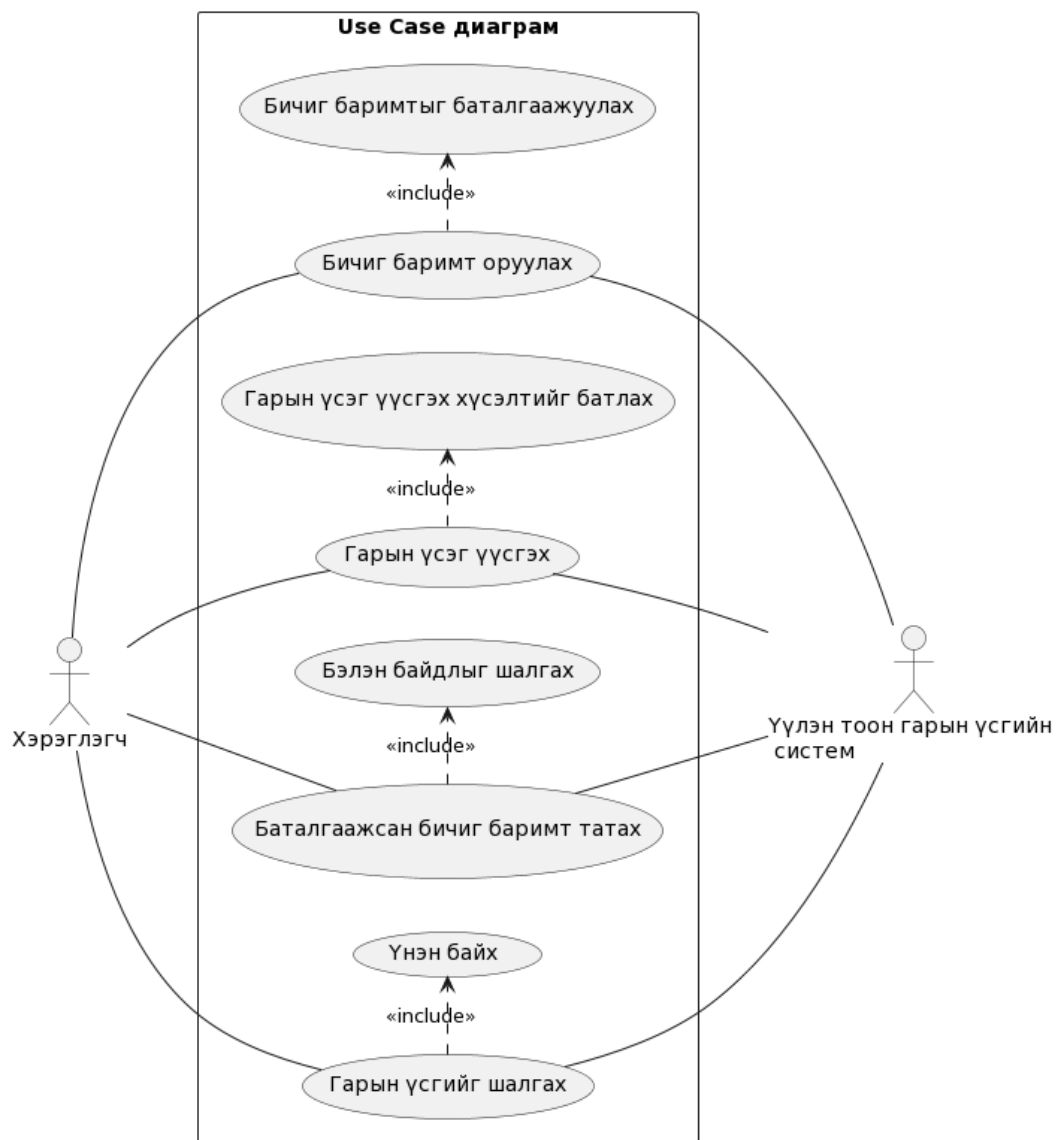 Use Case диаграм
Бичиг баримтыг баталгаажуулах
«include»
Бичиг баримт оруулах
Гарын үсэг үүсгэх хүсэлтийг батлах
«include»
Гарын үсэг үүсгэх
Бэлэн байдлыг шалгах
«include»
Хэрэглэгч
Үүлэн тоон гарын үсгийн
систем
Баталгаажсан бичиг баримт татах
Үнэн байх
«include»
Гарын үсгийг шалгах